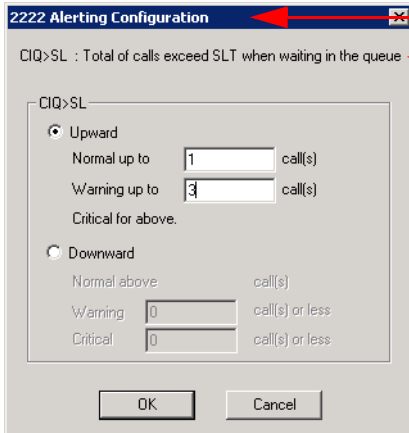 2222 Alerting Configuration
CIQ>SL : Total of calls exceed SLT when waiting in the queue
CIQ>SL
Upward
Normal up to 1 call(s)
Warning up to 3 call(s)
Critical for above.
Downward
Normal above call(s)
Warning 0 call(s) or less
Critical 0 call(s) or less
OK Cancel